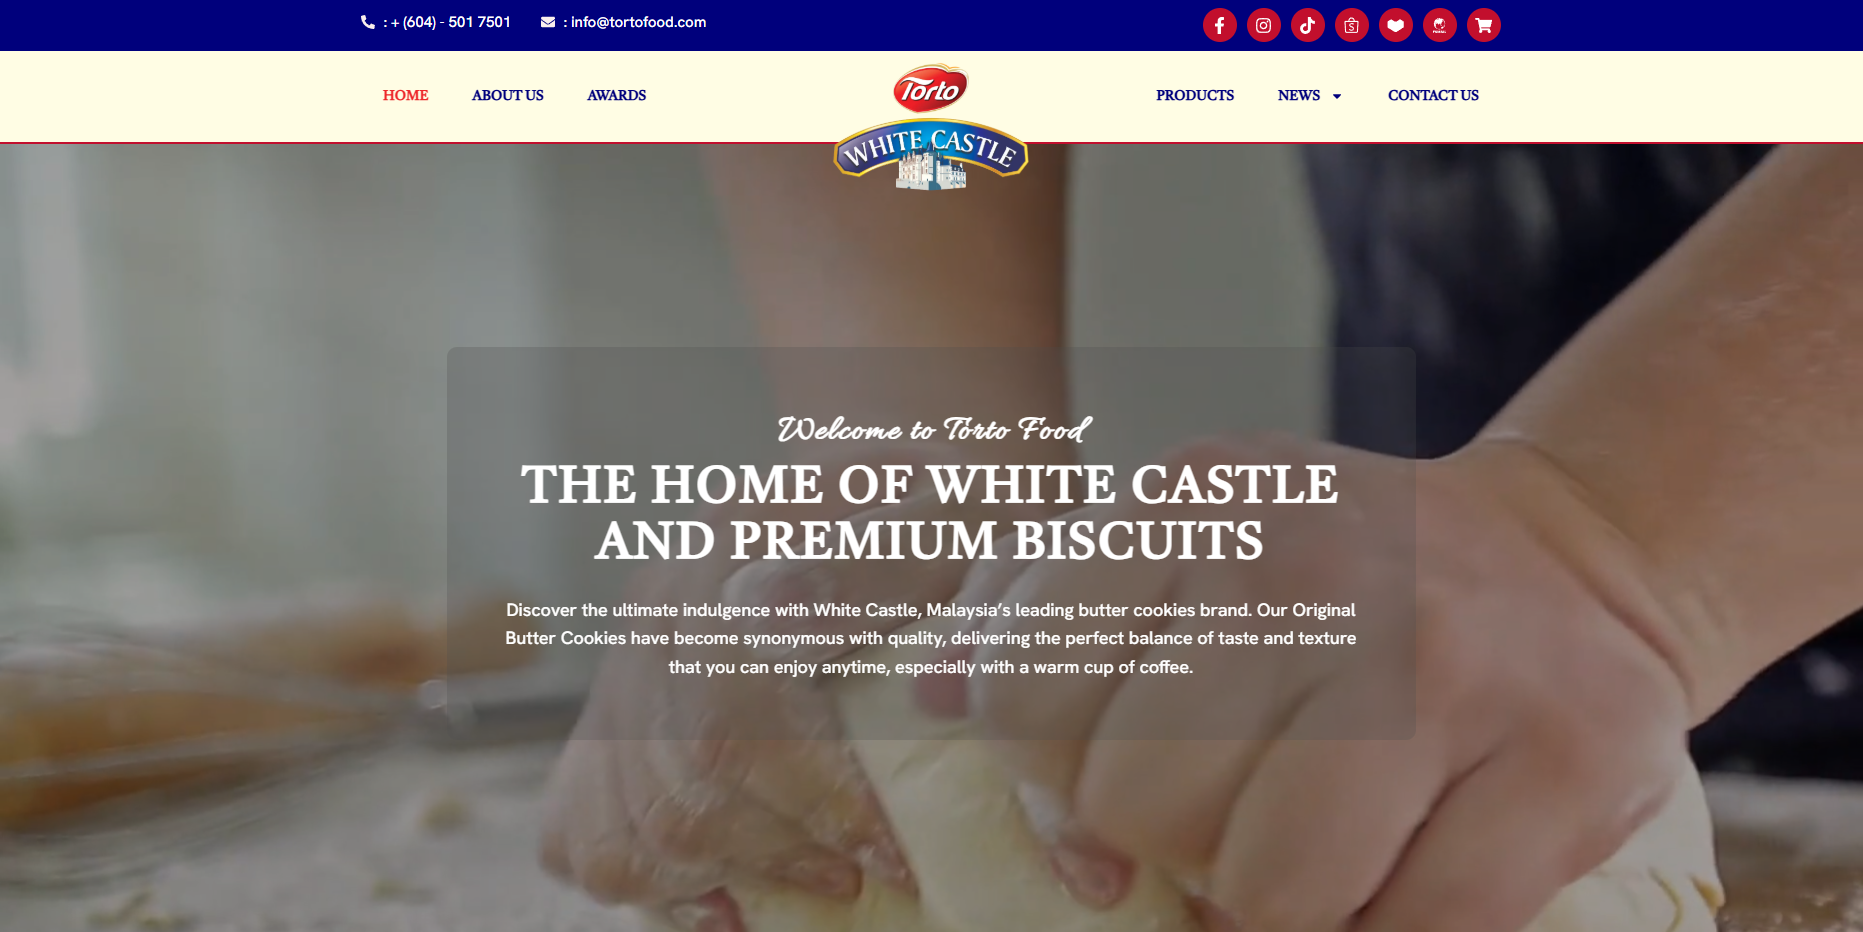 : + (604) - 501 7501
: info@tortofood.com
HOME
ABOUT US
AWARDS
Torto
WHITE CASTLE
PRODUCTS
NEWS
CONTACT US
Welcome to Torto Food
THE HOME OF WHITE CASTLE
AND PREMIUM BISCUITS
Discover the ultimate indulgence with White Castle, Malaysia’s leading butter cookies brand. Our Original
Butter Cookies have become synonymous with quality, delivering the perfect balance of taste and texture
that you can enjoy anytime, especially with a warm cup of coffee.